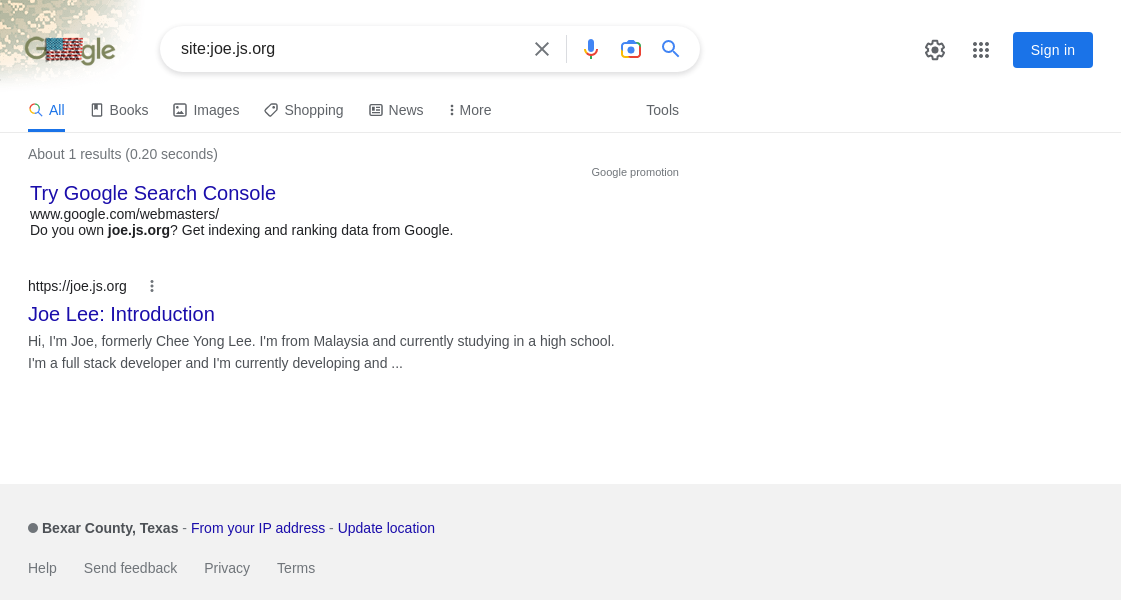 Google
site:joe.js.org
Sign in
All
Books
Images
Shopping
News
More
Tools
About 1 results (0.20 seconds)
Google promotion
Try Google Search Console
www.google.com/webmasters/
Do you own joe.js.org? Get indexing and ranking data from Google.
https://joe.js.org
Joe Lee: Introduction
Hi, I'm Joe, formerly Chee Yong Lee. I'm from Malaysia and currently studying in a high school.
I'm a full stack developer and I'm currently developing and ...
Bexar County, Texas - From your IP address - Update location
Help
Send feedback
Privacy
Terms